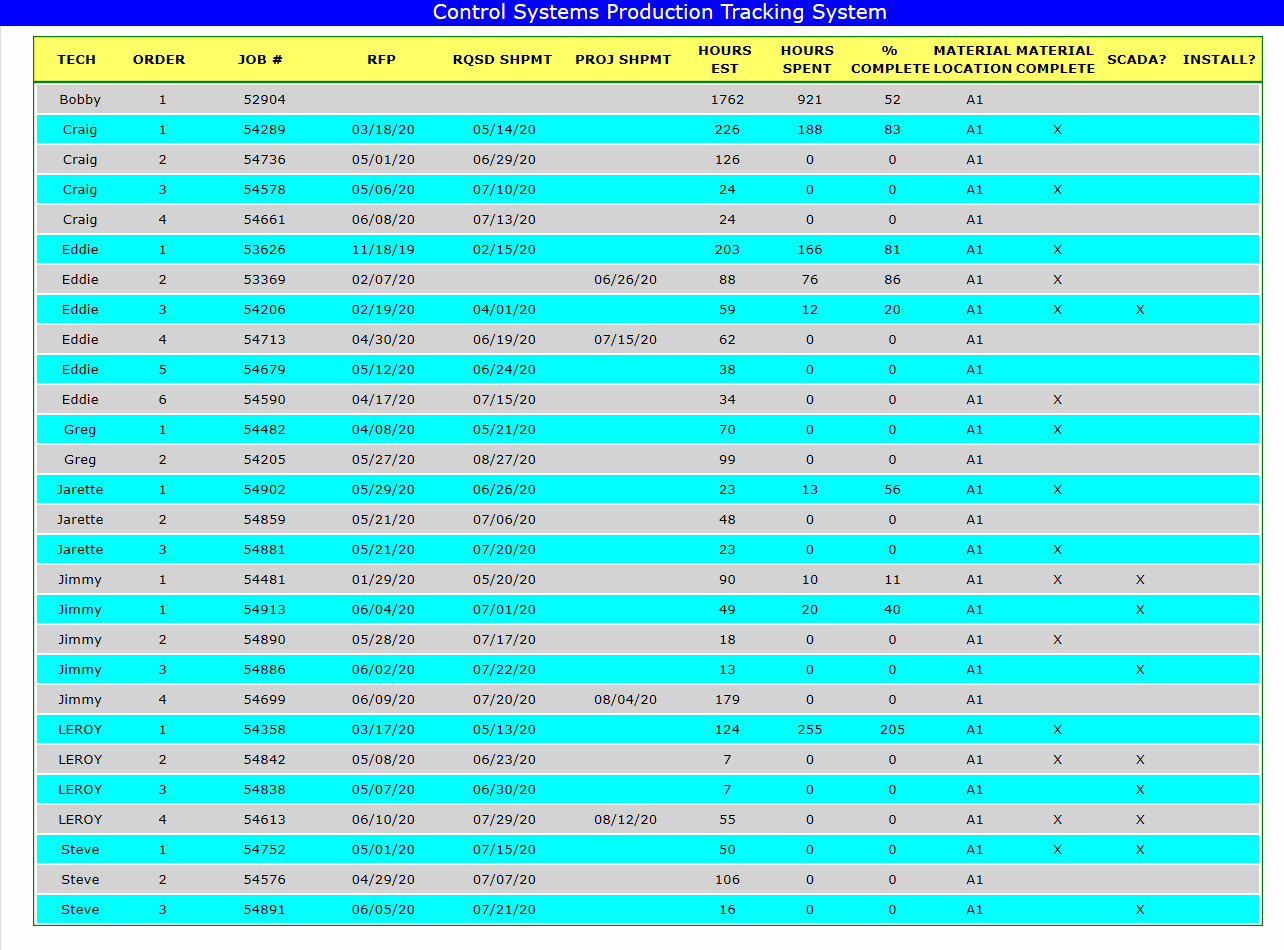 Control Systems Production Tracking System
TECH ORDER JOB # RFP RQSD SHPMT PROJ SHPMT HOURS EST HOURS SPENT % COMPLETE MATERIAL LOCATION MATERIAL COMPLETE SCADA? INSTALL?
Bobby 1 52904 1762 921 52 A1
Craig 1 54289 03/18/20 05/14/20 226 188 83 A1 X
Craig 2 54736 05/01/20 06/29/20 126 0 0 A1
Craig 3 54578 05/06/20 07/10/20 24 0 0 A1 X
Craig 4 54661 06/08/20 07/13/20 24 0 0 A1
Eddie 1 53626 11/18/19 02/15/20 203 166 81 A1 X
Eddie 2 53369 02/07/20 06/26/20 88 76 86 A1 X
Eddie 3 54206 02/19/20 04/01/20 59 12 20 A1 X X
Eddie 4 54713 04/30/20 06/19/20 07/15/20 62 0 0 A1
Eddie 5 54679 05/12/20 06/24/20 38 0 0 A1
Eddie 6 54590 04/17/20 07/15/20 34 0 0 A1 X
Greg 1 54482 04/08/20 05/21/20 70 0 0 A1 X
Greg 2 54205 05/27/20 08/27/20 99 0 0 A1
Jarette 1 54902 05/29/20 06/26/20 23 13 56 A1 X
Jarette 2 54859 05/21/20 07/06/20 48 0 0 A1
Jarette 3 54881 05/21/20 07/20/20 23 0 0 A1 X
Jimmy 1 54481 01/29/20 05/20/20 90 10 11 A1 X X
Jimmy 1 54913 06/04/20 07/01/20 49 20 40 A1 X
Jimmy 2 54890 05/28/20 07/17/20 18 0 0 A1 X
Jimmy 3 54886 06/02/20 07/22/20 13 0 0 A1 X
Jimmy 4 54699 06/09/20 07/20/20 08/04/20 179 0 0 A1
LEROY 1 54358 03/17/20 05/13/20 124 255 205 A1 X
LEROY 2 54842 05/08/20 06/23/20 7 0 0 A1 X X
LEROY 3 54838 05/07/20 06/30/20 7 0 0 A1 X
LEROY 4 54613 06/10/20 07/29/20 08/12/20 55 0 0 A1 X X
Steve 1 54752 05/01/20 07/15/20 50 0 0 A1 X X
Steve 2 54576 04/29/20 07/07/20 106 0 0 A1
Steve 3 54891 06/05/20 07/21/20 16 0 0 A1 X